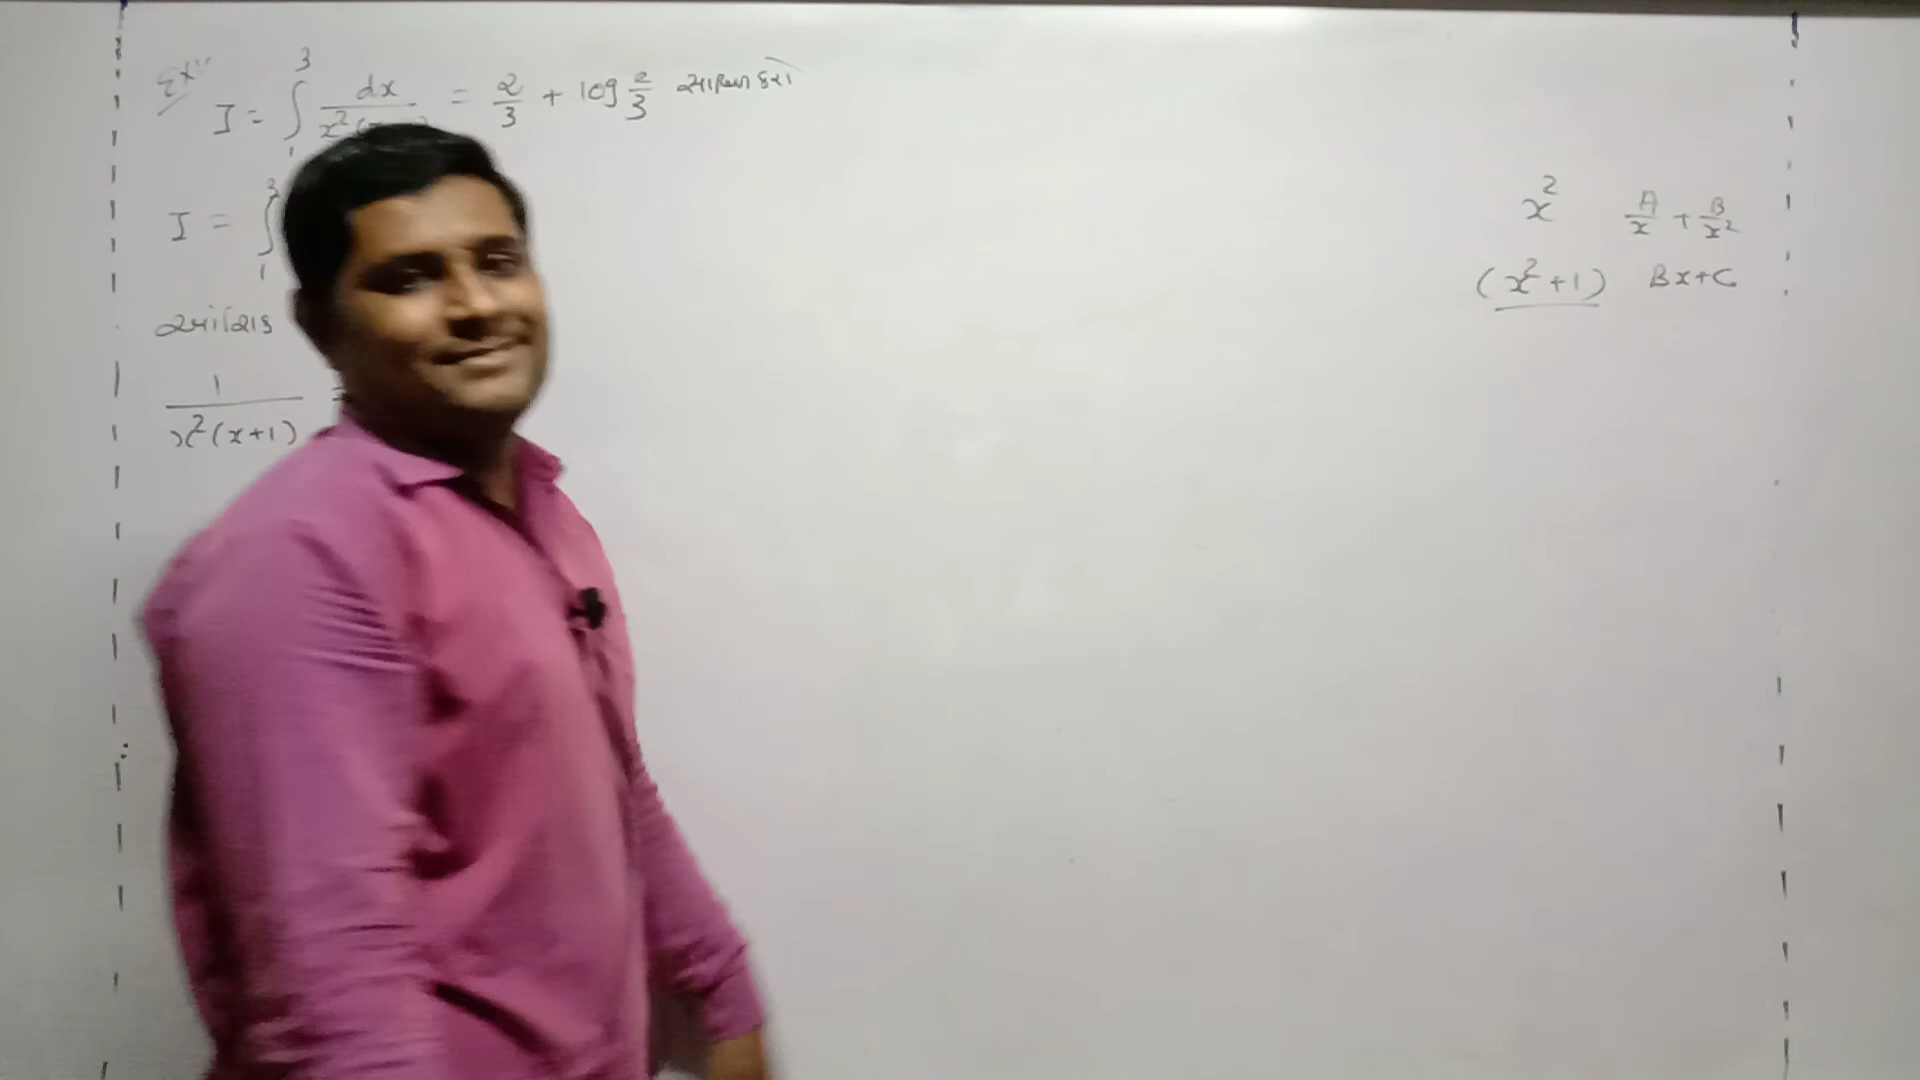 Ex:
I = ∫₁³ dx / x² = 2/3 + log 2/3 સાબિત કરો
I = ∫₁³
આંશિક
1 / x²(x+1) =
x² A/x + B/x²
(x²+1) Bx+C